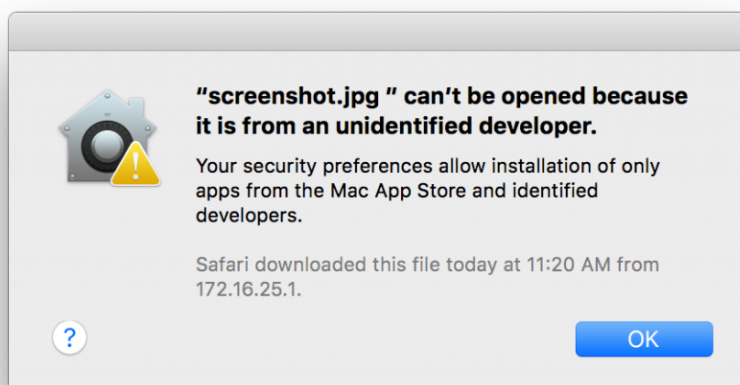 “screenshot.jpg ” can’t be opened because
it is from an unidentified developer.
Your security preferences allow installation of only
apps from the Mac App Store and identified
developers.
Safari downloaded this file today at 11:20 AM from
172.16.25.1.
?
OK